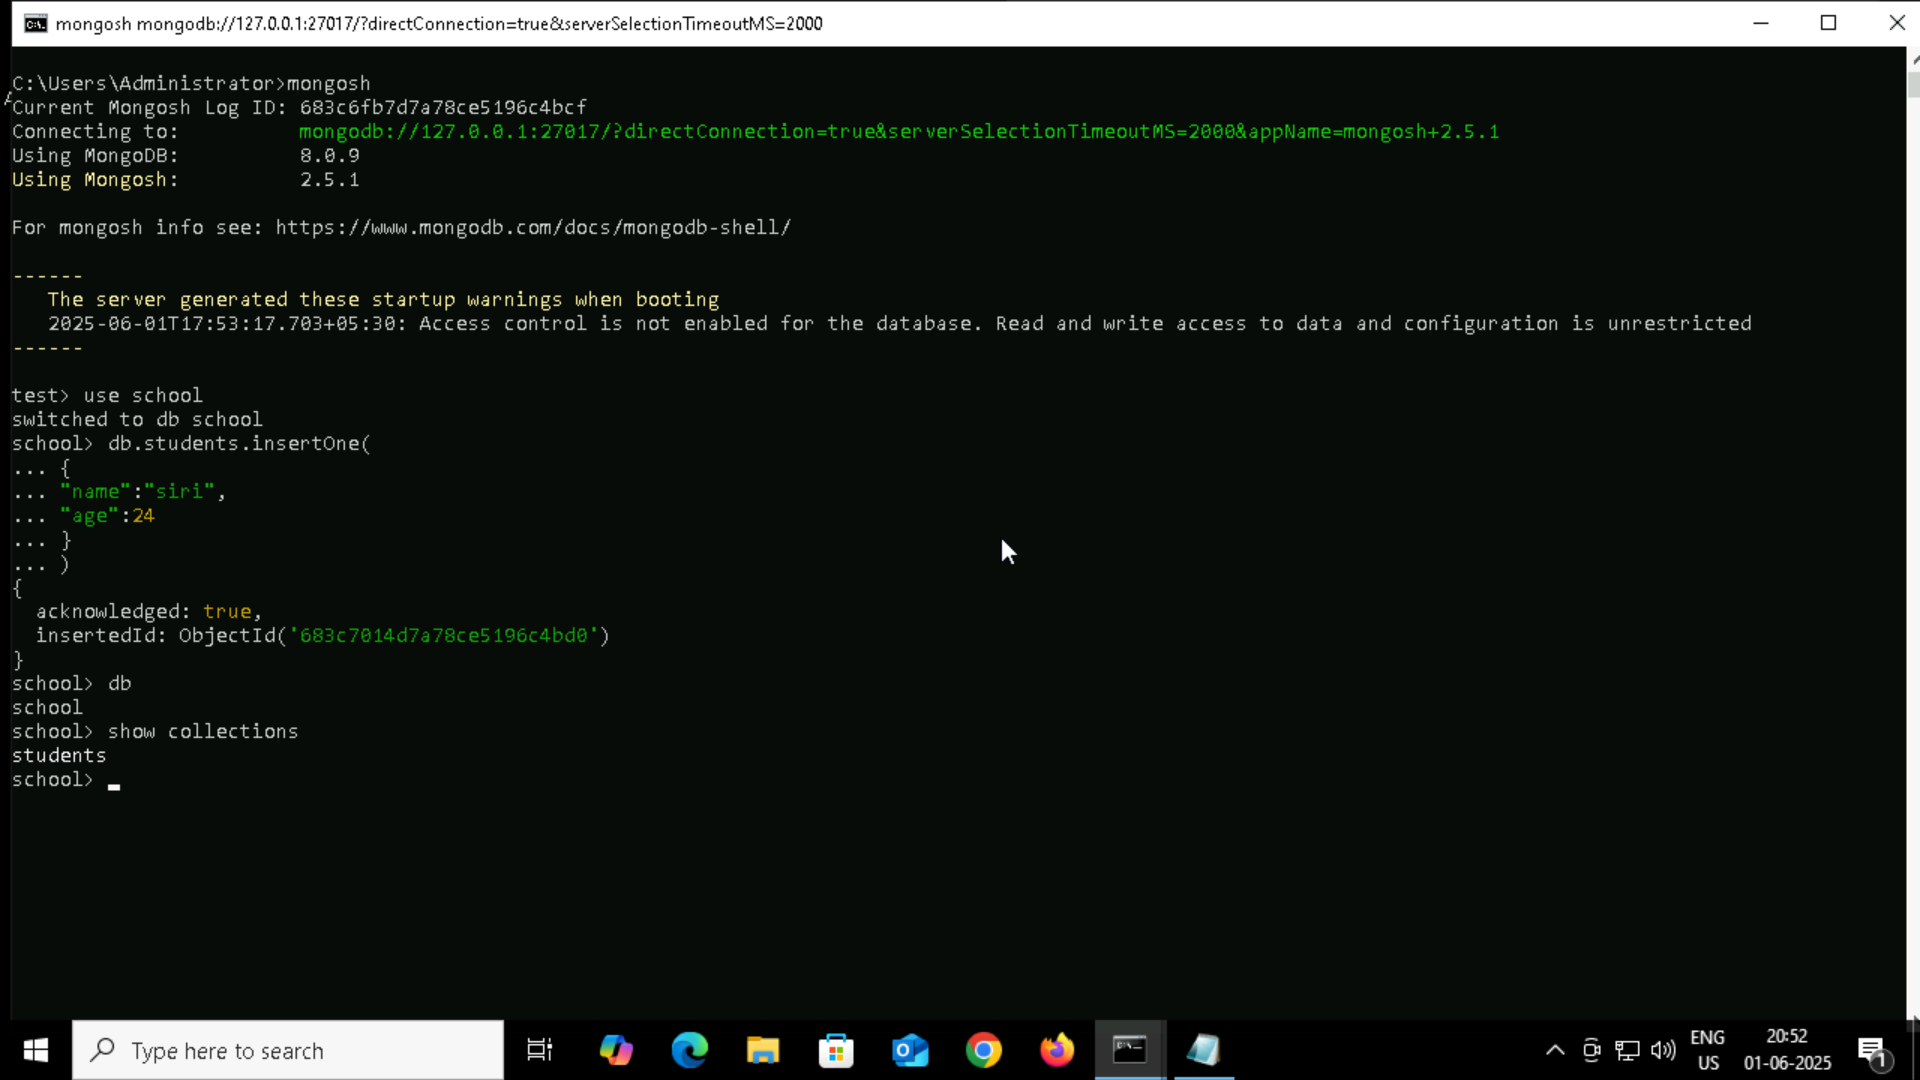 mongosh mongodb://127.0.0.1:27017/?directConnection=true&serverSelectionTimeoutMS=2000
C:\Users\Administrator>mongosh
Current Mongosh Log ID: 683c6fb7d7a78ce5196c4bcf
Connecting to:          mongodb://127.0.0.1:27017/?directConnection=true&serverSelectionTimeoutMS=2000&appName=mongosh+2.5.1
Using MongoDB:          8.0.9
Using Mongosh:          2.5.1
For mongosh info see: https://www.mongodb.com/docs/mongodb-shell/
------
   The server generated these startup warnings when booting
   2025-06-01T17:53:17.703+05:30: Access control is not enabled for the database. Read and write access to data and configuration is unrestricted
------
test> use school
switched to db school
school> db.students.insertOne(
... {
... "name":"siri",
... "age":24
... }
... )
{
  acknowledged: true,
  insertedId: ObjectId('683c7014d7a78ce5196c4bd0')
}
school> db
school
school> show collections
students
school>
Type here to search
ENG
US
20:52
01-06-2025
1